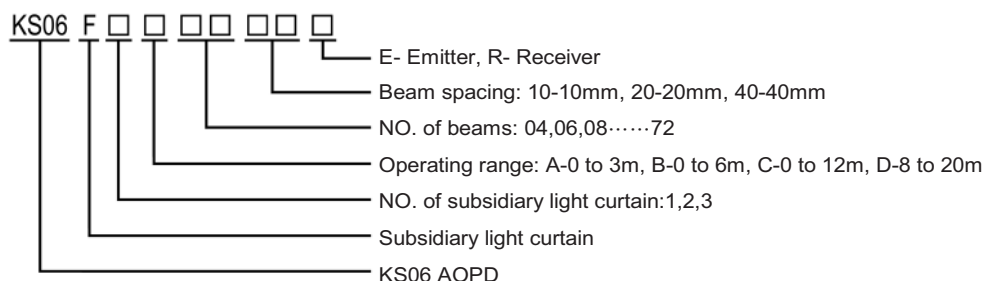 KS06 F □ □ □□ □□ □
E- Emitter, R- Receiver
Beam spacing: 10-10mm, 20-20mm, 40-40mm
NO. of beams: 04,06,08⋯⋯72
Operating range: A-0 to 3m, B-0 to 6m, C-0 to 12m, D-8 to 20m
NO. of subsidiary light curtain:1,2,3
Subsidiary light curtain
KS06 AOPD